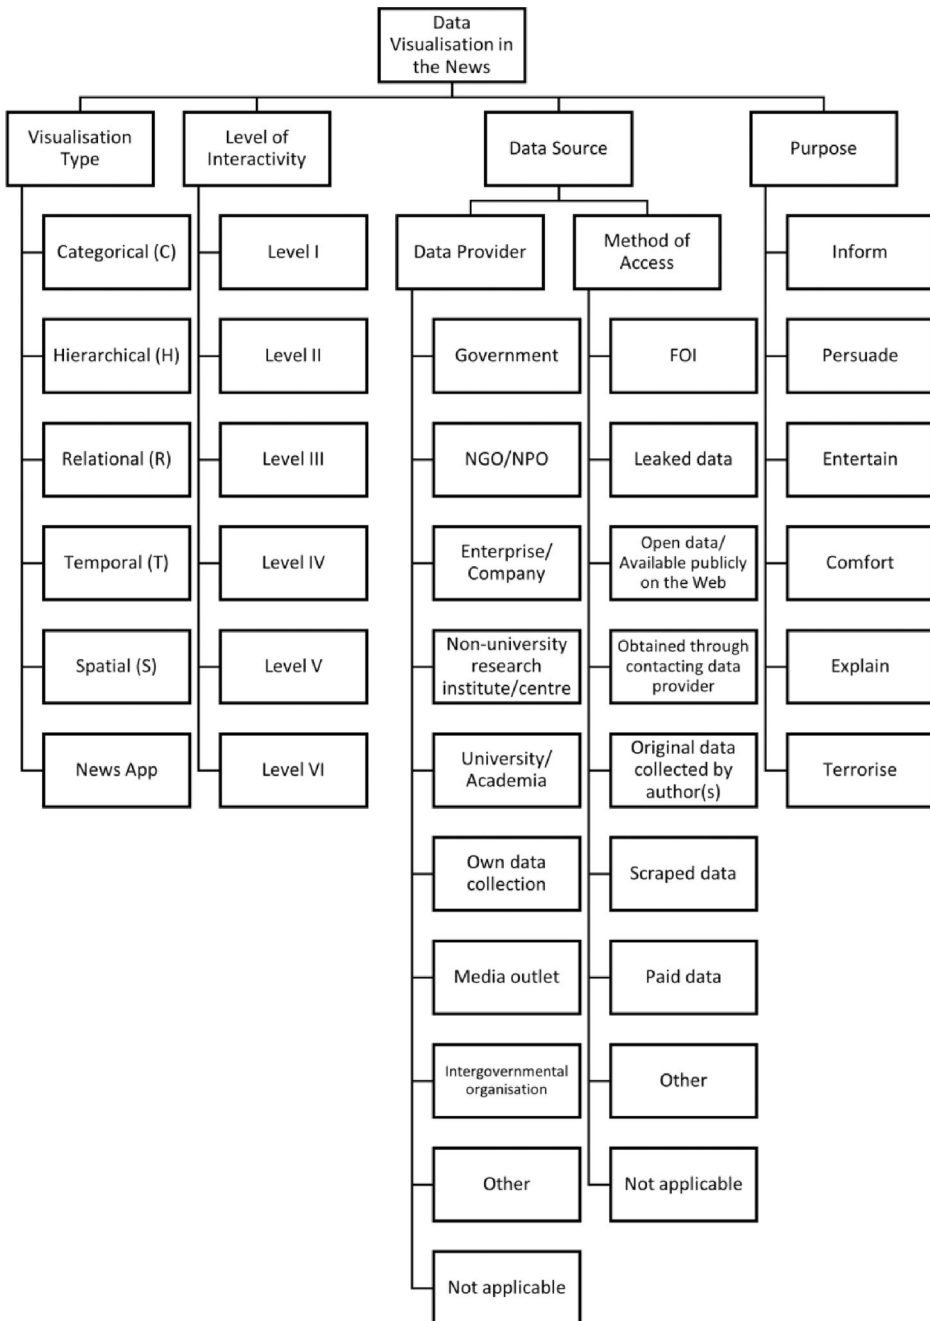 Data
Visualisation in
the News
Visualisation
Type
Level of
Interactivity
Data Source
Purpose
Categorical (C)
Hierarchical (H)
Relational (R)
Temporal (T)
Spatial (S)
News App
Level I
Level II
Level III
Level IV
Level V
Level VI
Data Provider
Government
NGO/NPO
Enterprise/
Company
Non-university
research
institute/centre
University/
Academia
Own data
collection
Media outlet
Intergovernmental
organisation
Other
Not applicable
Method of
Access
FOI
Leaked data
Open data/
Available publicly
on the Web
Obtained through
contacting data
provider
Original data
collected by
author(s)
Scraped data
Paid data
Other
Not applicable
Inform
Persuade
Entertain
Comfort
Explain
Terrorise